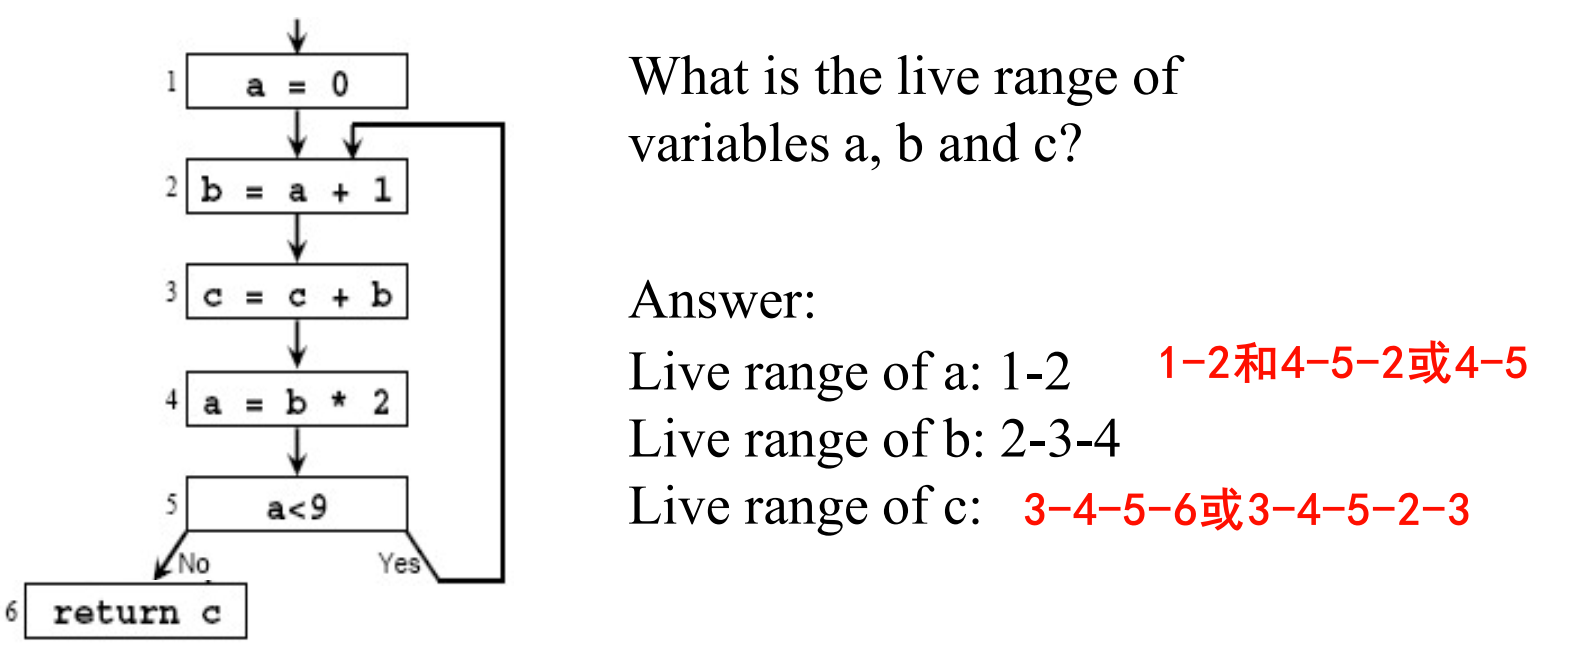 1
a = 0
2
b = a + 1
3
c = c + b
4
a = b * 2
5
a<9
No
Yes
6
return c
What is the live range of
variables a, b and c?
Answer:
Live range of a: 1-2
1-2和4-5-2或4-5
Live range of b: 2-3-4
Live range of c:
3-4-5-6或3-4-5-2-3